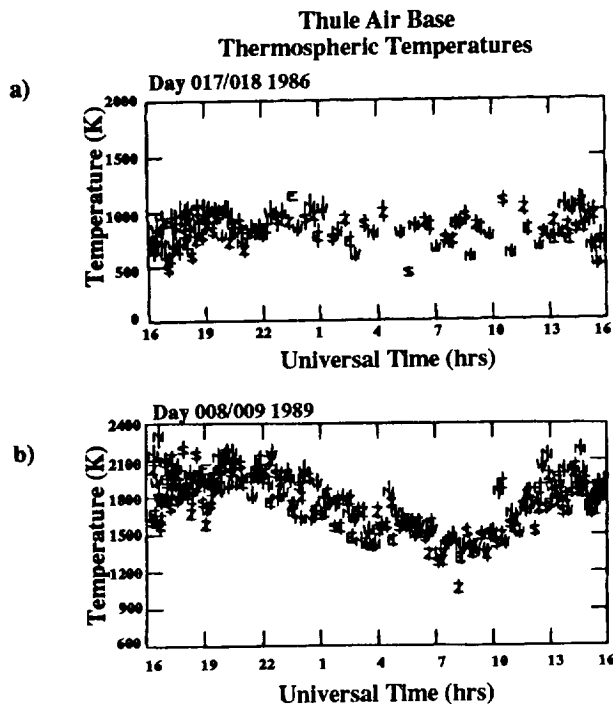 Thule Air Base
Thermospheric Temperatures
a)
Day 017/018 1986
Temperature (K)
2000
1500
1000
500
0
16 19 22 1 4 7 10 13 16
Universal Time (hrs)
b)
Day 008/009 1989
Temperature (K)
2400
2100
1800
1500
1200
900
600
16 19 22 1 4 7 10 13 16
Universal Time (hrs)